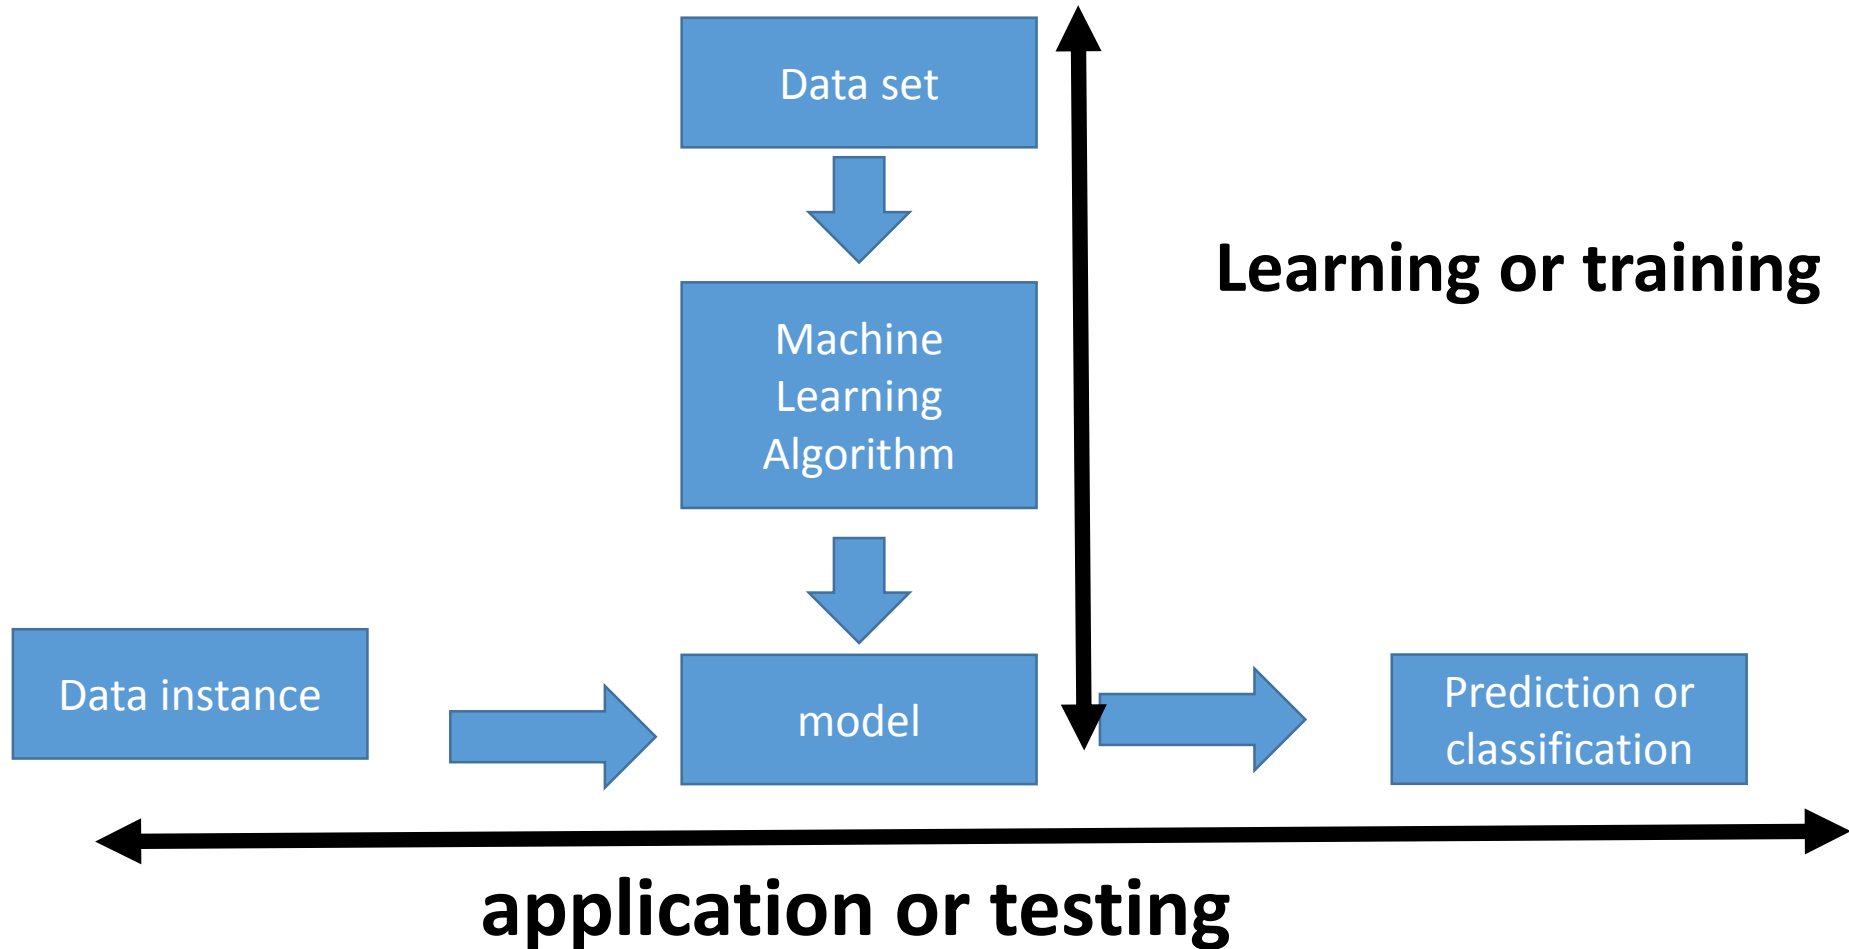 Data set
Learning or training
Machine
Learning
Algorithm
Data instance
model
Prediction or
classification
application or testing